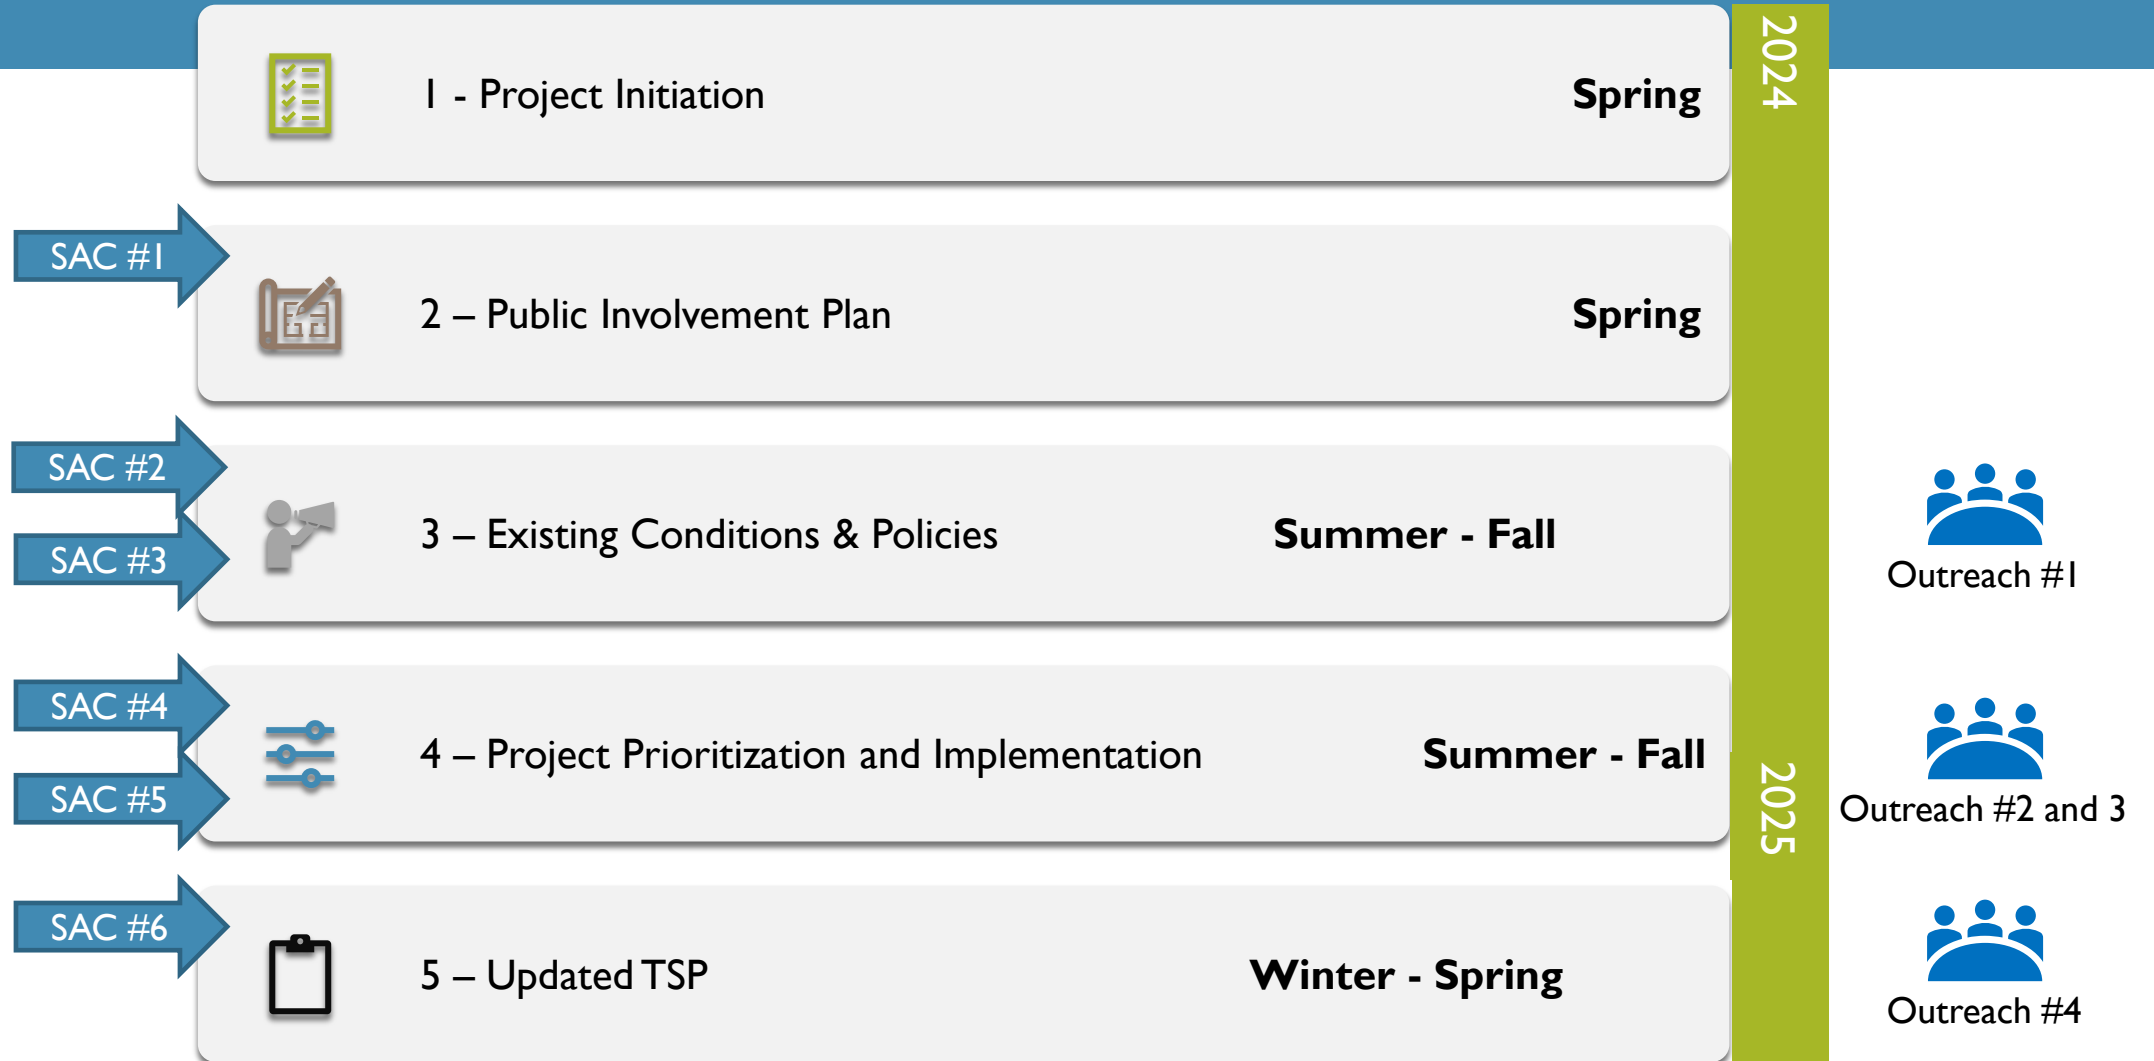 1 - Project Initiation
Spring
2024
SAC #1
2 – Public Involvement Plan
Spring
SAC #2
SAC #3
3 – Existing Conditions & Policies
Summer - Fall
Outreach #1
SAC #4
SAC #5
4 – Project Prioritization and Implementation
Summer - Fall
2025
Outreach #2 and 3
SAC #6
5 – Updated TSP
Winter - Spring
Outreach #4